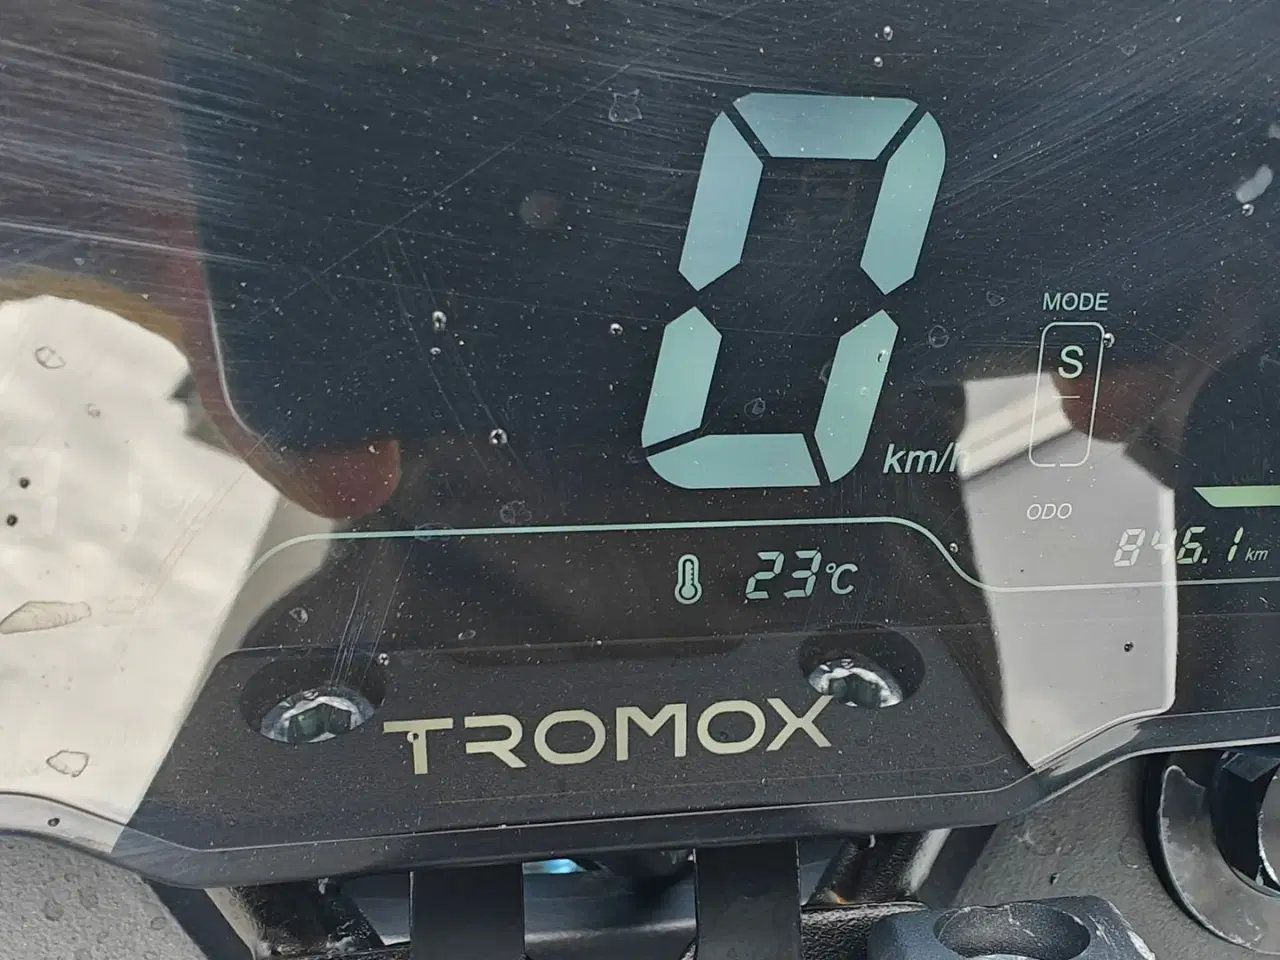 0 km/h
MODE
S
ODO
846.1 km
23°C
TROMOX